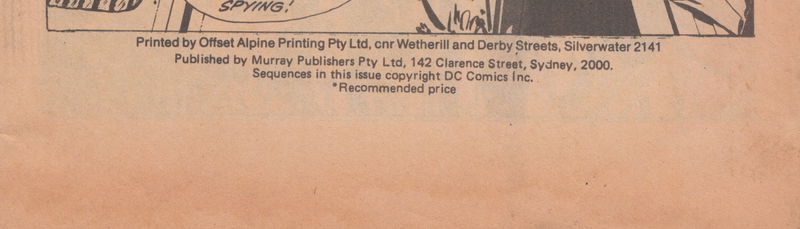 SPYING!
Printed by Offset Alpine Printing Pty Ltd, cnr Wetherill and Derby Streets, Silverwater 2141
Published by Murray Publishers Pty Ltd, 142 Clarence Street, Sydney, 2000.
Sequences in this issue copyright DC Comics Inc.
*Recommended price